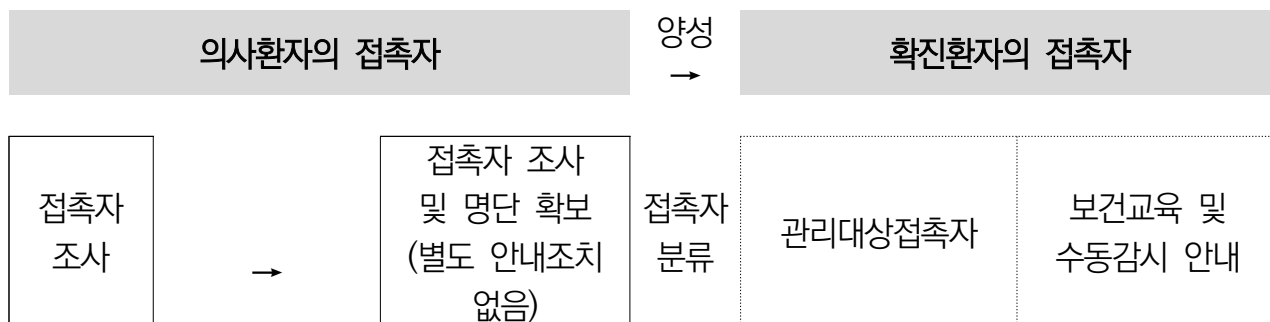 의사환자의 접촉자
양성
→
확진환자의 접촉자
접촉자
조사
→
접촉자 조사
및 명단 확보
(별도 안내조치
없음)
접촉자
분류
관리대상접촉자
보건교육 및
수동감시 안내